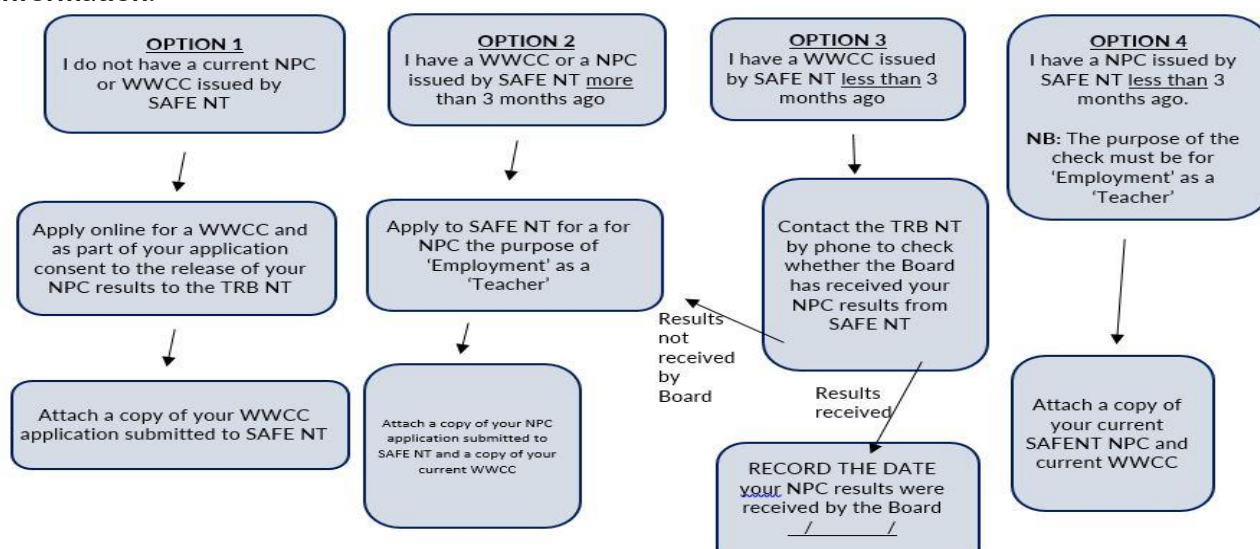 information.
OPTION 1
I do not have a current NPC
or WWCC issued by
SAFE NT
OPTION 2
I have a WWCC or a NPC
issued by SAFE NT more
than 3 months ago
OPTION 3
I have a WWCC issued
by SAFE NT less than 3
months ago
OPTION 4
I have a NPC issued by
SAFE NT less than 3
months ago.
NB: The purpose of the
check must be for
‘Employment’ as a
‘Teacher’
Apply online for a WWCC and
as part of your application
consent to the release of your
NPC results to the TRB NT
Apply to SAFE NT for a for
NPC the purpose of
‘Employment’ as a
‘Teacher’
Contact the TRB NT
by phone to check
whether the Board
has received your
NPC results from
SAFE NT
Results
not
received
by
Board
Results
received
Attach a copy of your WWCC
application submitted to SAFE NT
Attach a copy of your NPC
application submitted to
SAFE NT and a copy of your
current WWCC
RECORD THE DATE
your NPC results were
received by the Board
__/________/
Attach a copy of
your current
SAFENT NPC and
current WWCC